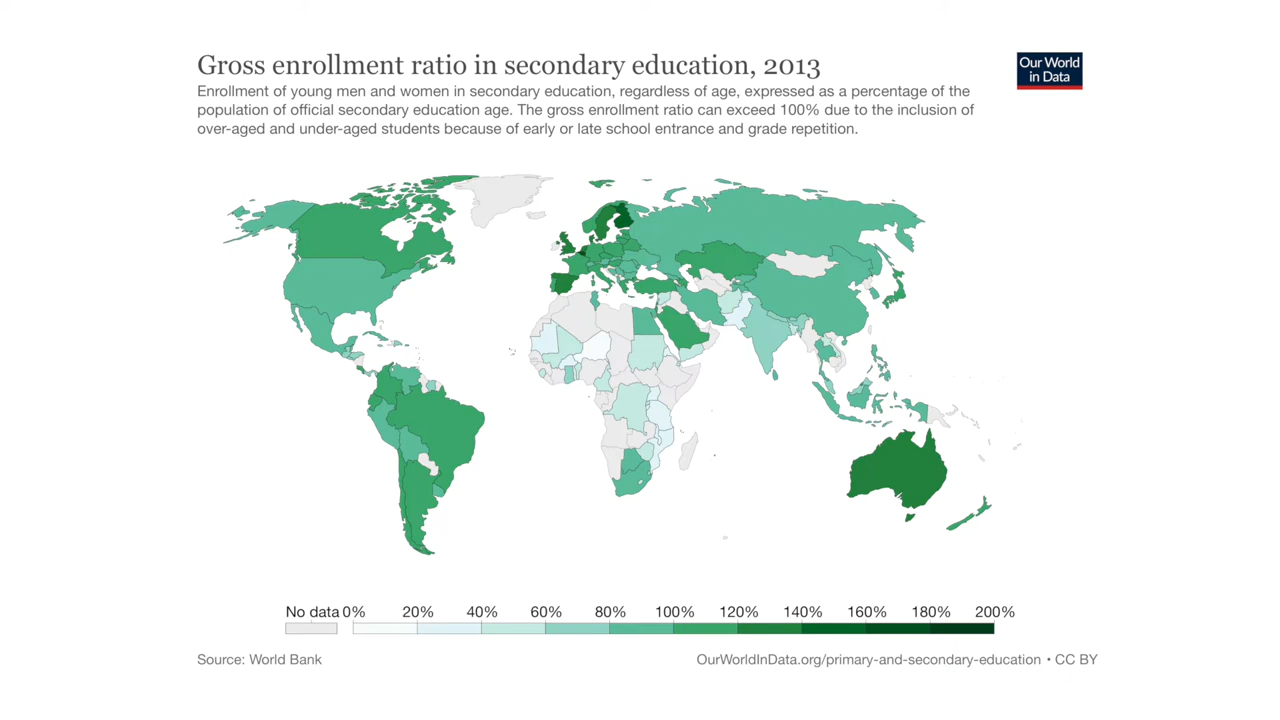 Gross enrollment ratio in secondary education, 2013
Our World
in Data
Enrollment of young men and women in secondary education, regardless of age, expressed as a percentage of the
population of official secondary education age. The gross enrollment ratio can exceed 100% due to the inclusion of
over-aged and under-aged students because of early or late school entrance and grade repetition.
No data 0% 20% 40% 60% 80% 100% 120% 140% 160% 180% 200%
Source: World Bank
OurWorldInData.org/primary-and-secondary-education • CC BY